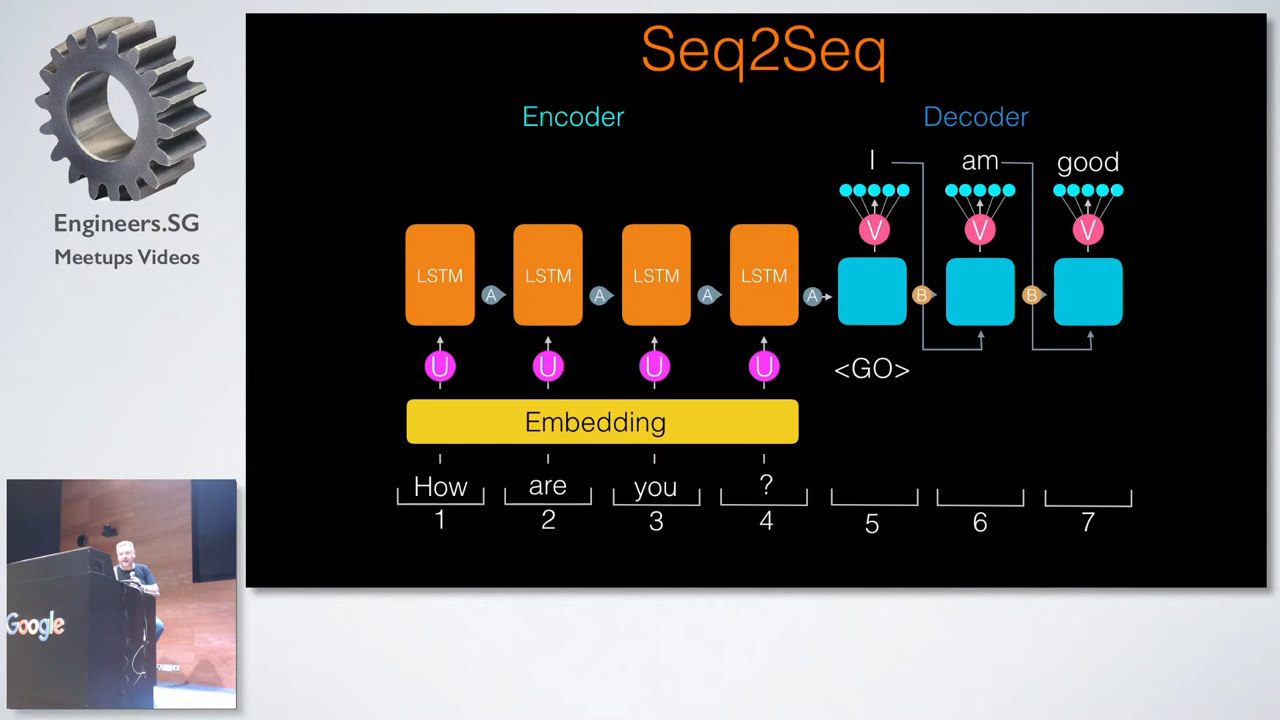 Seq2Seq
Encoder
Decoder
I am good
V V V
LSTM LSTM LSTM LSTM
A A A A B B
U U U U
<GO>
Embedding
How are you ?
1 2 3 4 5 6 7
Engineers.SG
Meetups Videos
Google